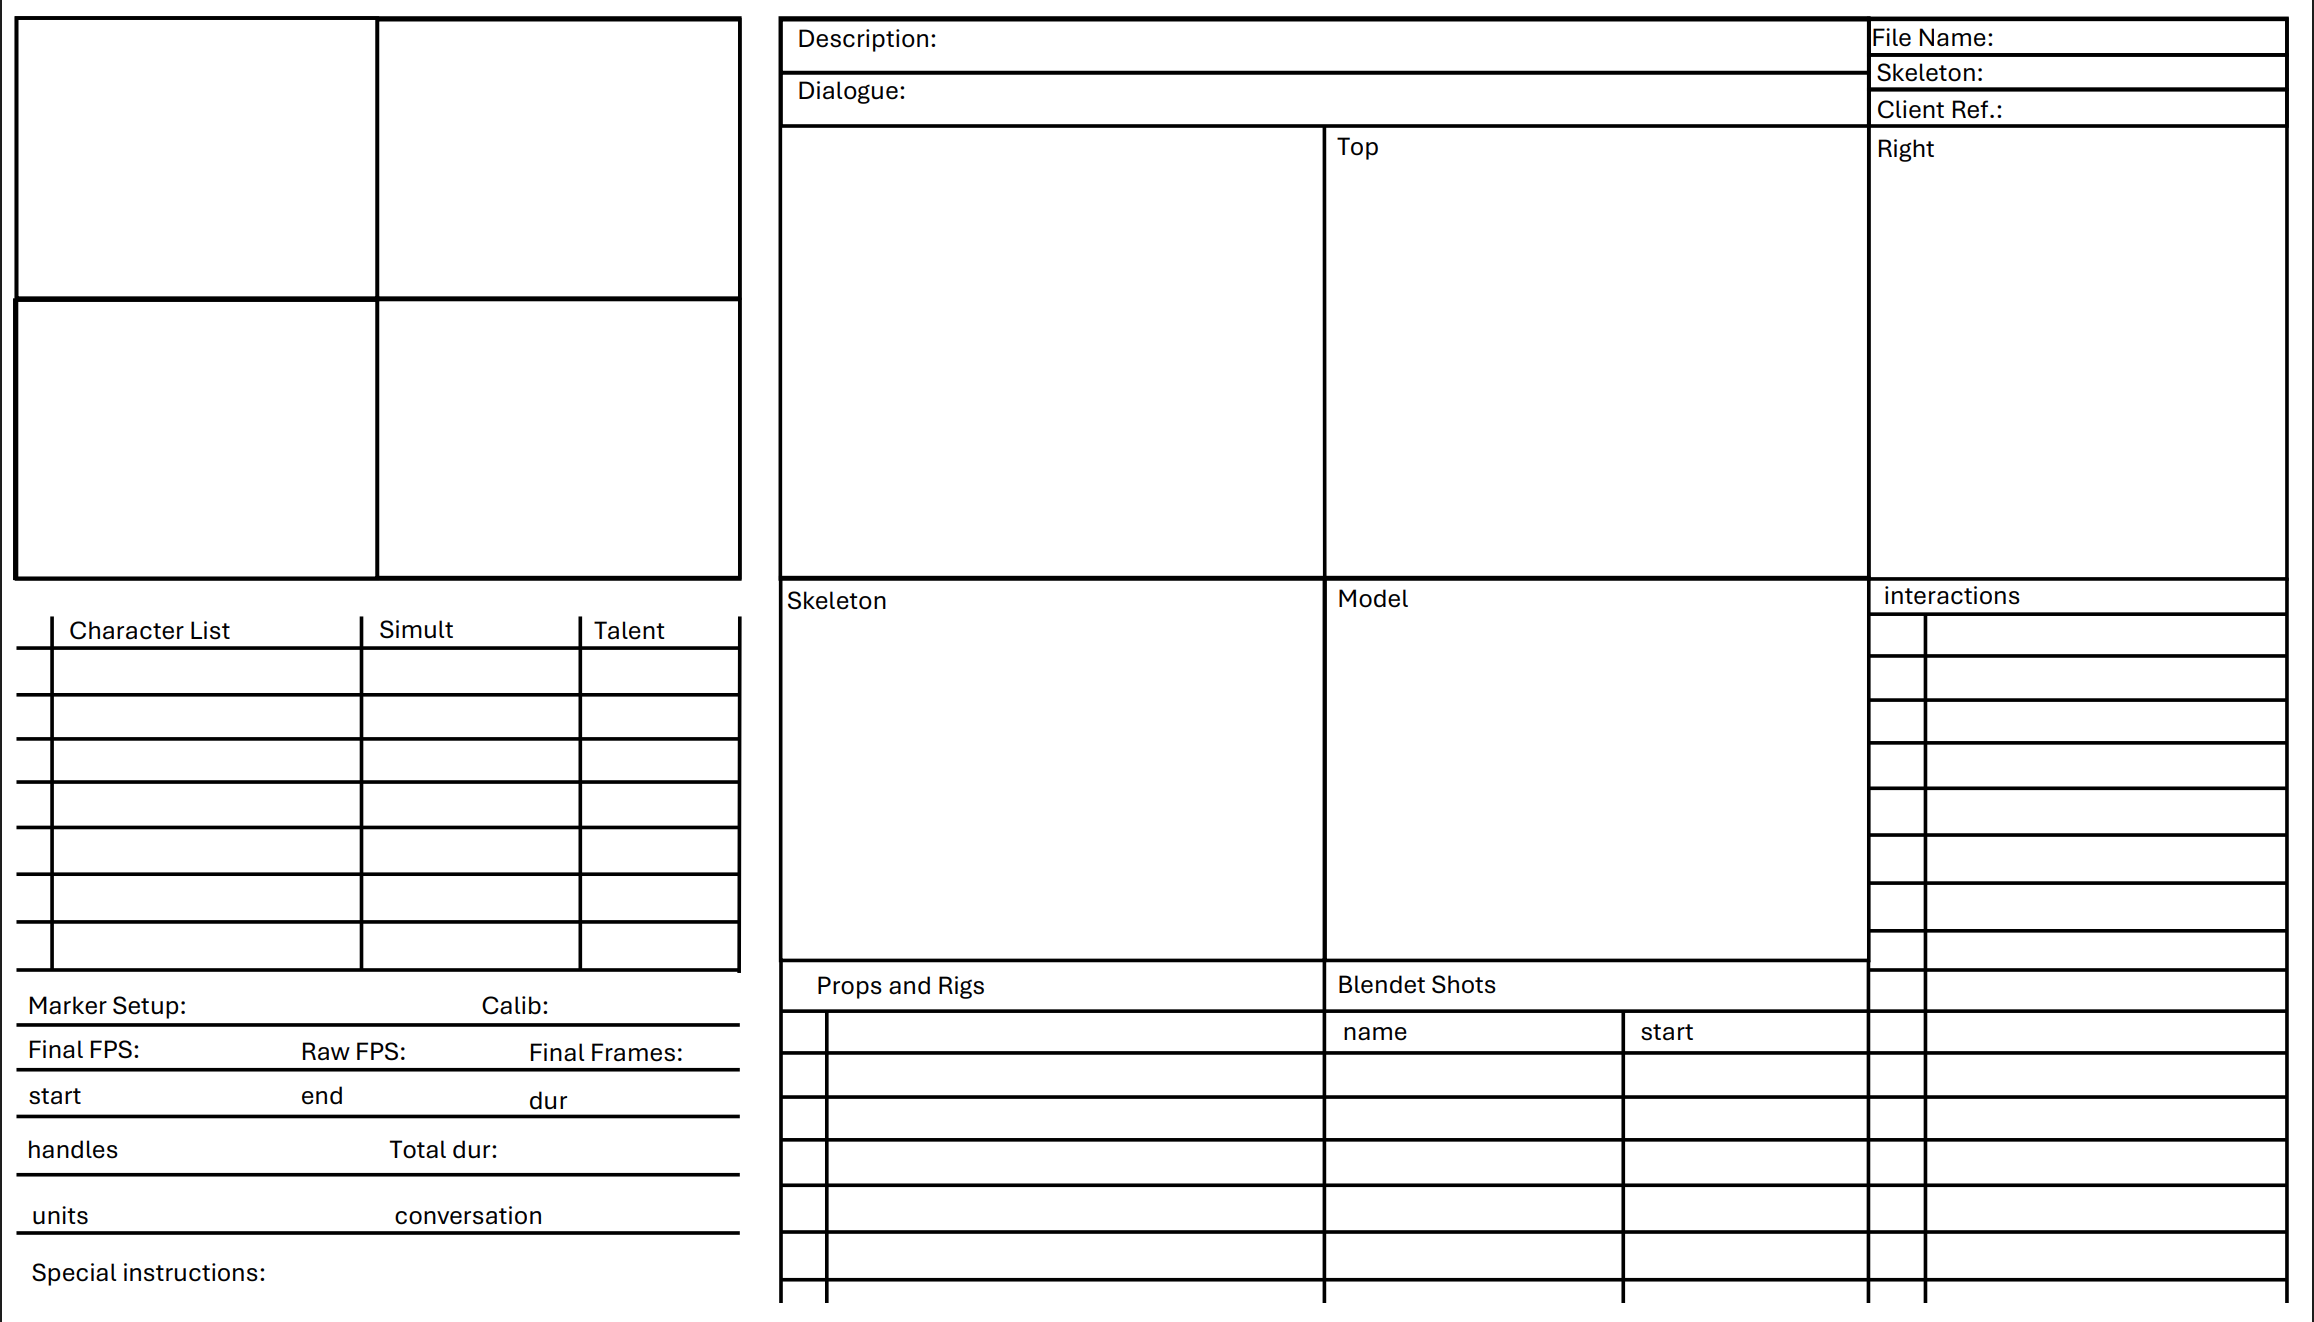 Description:
Dialogue:
File Name:
Skeleton:
Client Ref.:
Top
Right
Skeleton
Model
interactions
Character List Simult Talent
Props and Rigs
Blendet Shots
name start
Marker Setup: Calib:
Final FPS: Raw FPS: Final Frames:
start end dur
handles Total dur:
units conversation
Special instructions: